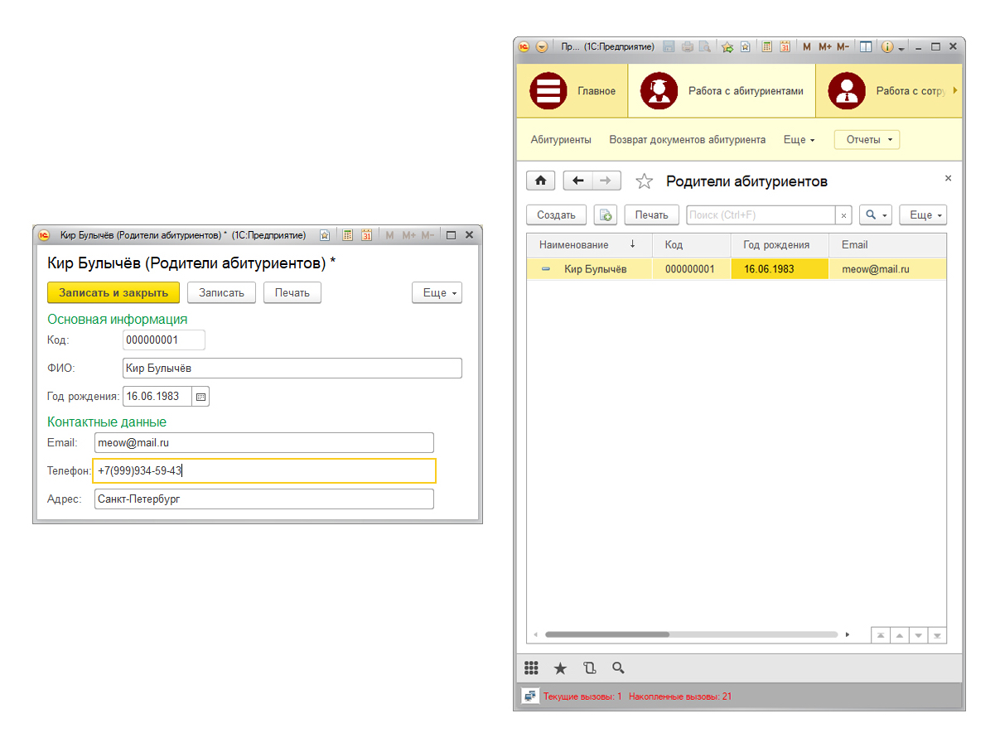 Кир Булычёв (Родители абитуриентов) * (1С:Предприятие)
31 M M+ M-
Кир Булычёв (Родители абитуриентов) *
Записать и закрыть Записать Печать Еще
Основная информация
Код: 000000001
ФИО: Кир Булычёв
Год рождения: 16.06.1983
Контактные данные
Email: meow@mail.ru
Телефон: +7(999)934-59-43
Адрес: Санкт-Петербург
Пр... (1С:Предприятие) 31 M M+ M-
Главное Работа с абитуриентами Работа с сотр
Абитуриенты Возврат документов абитуриента Еще Отчеты
Родители абитуриентов
Создать Печать Поиск (Ctrl+F) Еще
Наименование Код Год рождения Email
Кир Булычёв 000000001 16.06.1983 meow@mail.ru
Текущие вызовы: 1 Накопленные вызовы: 21